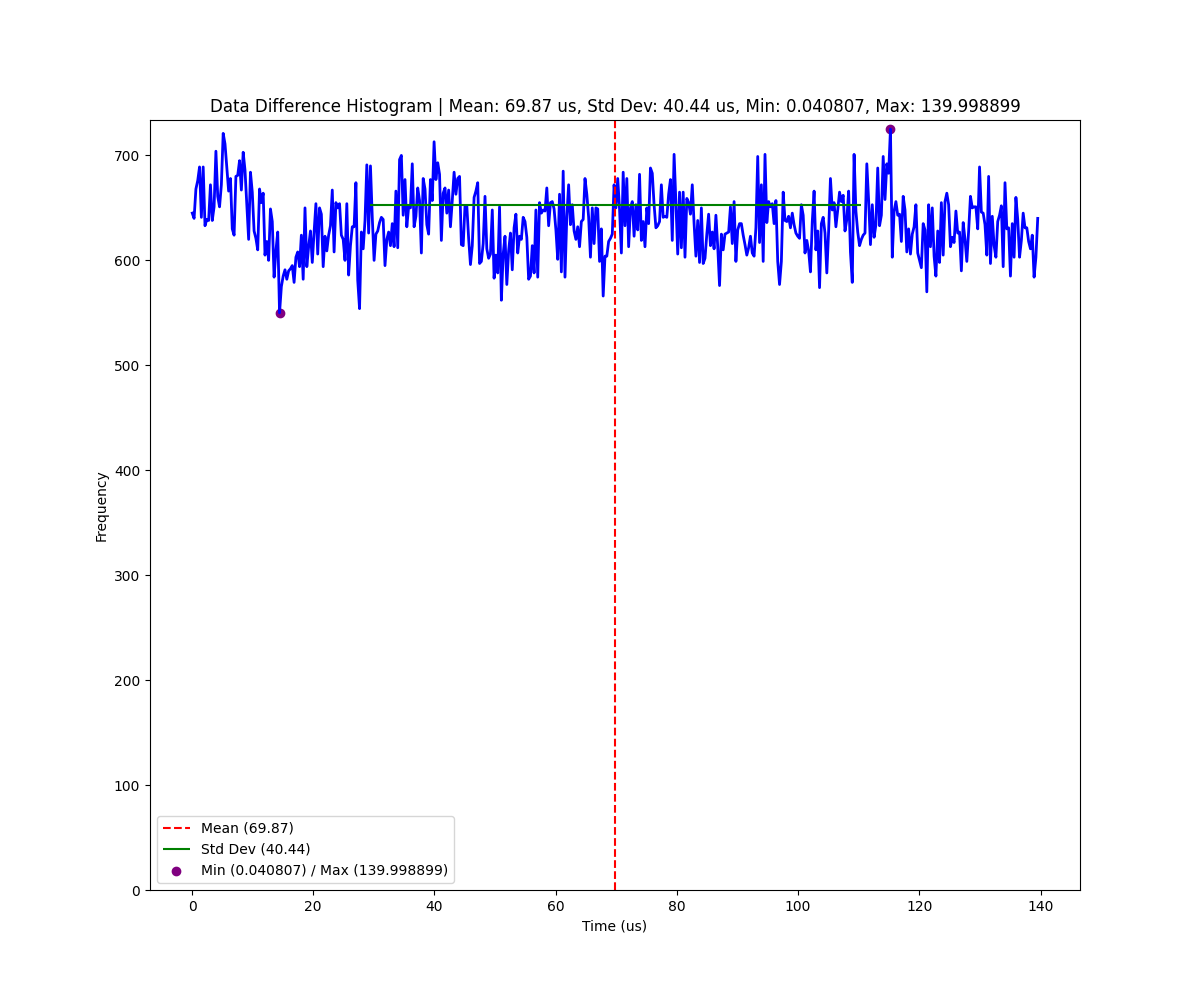 Data Difference Histogram | Mean: 69.87 us, Std Dev: 40.44 us, Min: 0.040807, Max: 139.998899
700
600
500
400
300
200
100
0
Frequency
Mean (69.87)
Std Dev (40.44)
Min (0.040807) / Max (139.998899)
0 20 40 60 80 100 120 140
Time (us)